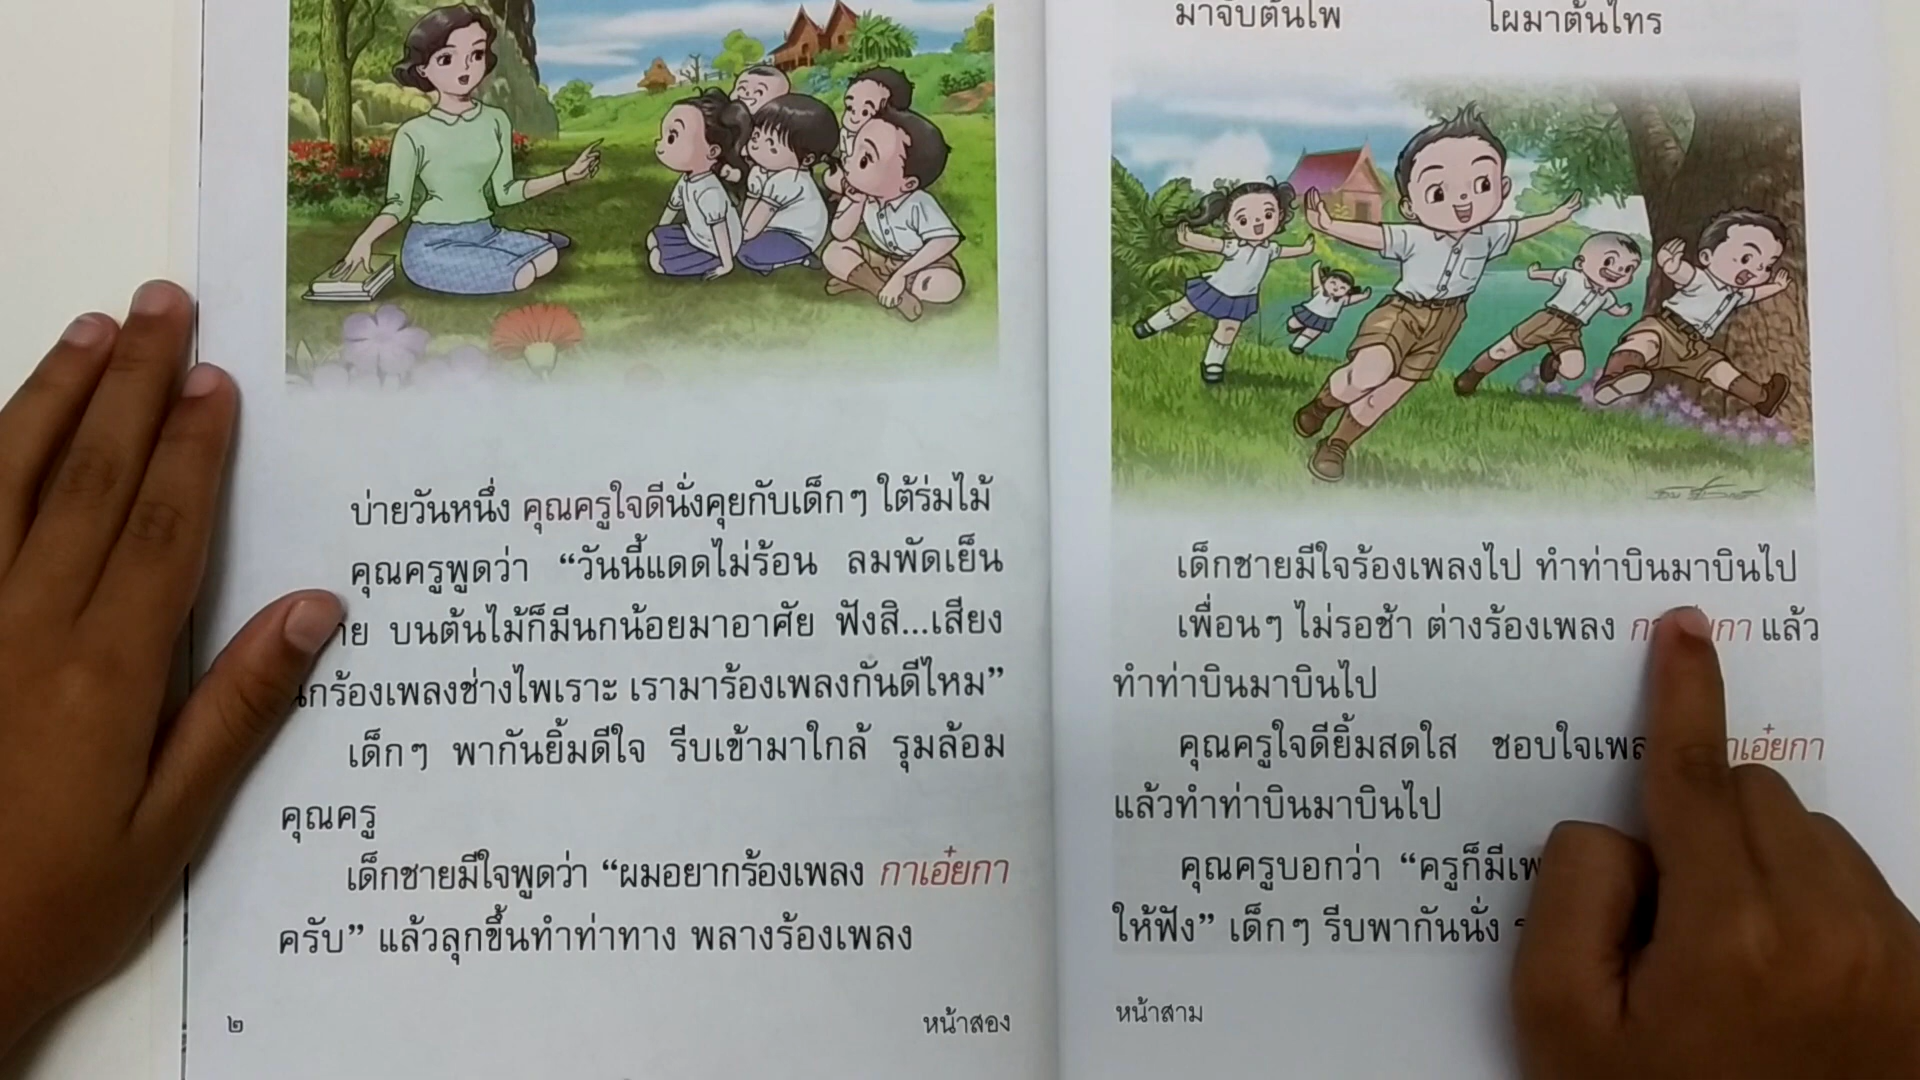 บ่ายวันหนึ่ง คุณครูใจดีนั่งคุยกับเด็กๆ ใต้ร่มไม้
คุณครูพูดว่า “วันนี้แดดไม่ร้อน ลมพัดเย็น
บนต้นไม้ก็มีนกน้อยมาอาศัย ฟังสิ...เสียง
นกร้องเพลงช่างไพเราะ เรามาร้องเพลงกันดีไหม”
เด็กๆ พากันยิ้มดีใจ รีบเข้ามาใกล้ รุมล้อม
คุณครู
เด็กชายมีใจพูดว่า “ผมอยากร้องเพลง กาเอ๋ยกา
ครับ” แล้วลุกขึ้นทำท่าทาง พลางร้องเพลง
๒
หน้าสอง
มาจับต้นโพ โผมาต้นไทร
เด็กชายมีใจร้องเพลงไป ทำท่าบินมาบินไป
เพื่อนๆ ไม่รอช้า ต่างร้องเพลง แล้ว
ทำท่าบินมาบินไป
คุณครูใจดียิ้มสดใส ชอบใจเพลง กาเอ๋ยกา
แล้วทำท่าบินมาบินไป
คุณครูบอกว่า “ครูก็มี
ให้ฟัง” เด็กๆ รีบพากันนั่ง
หน้าสาม